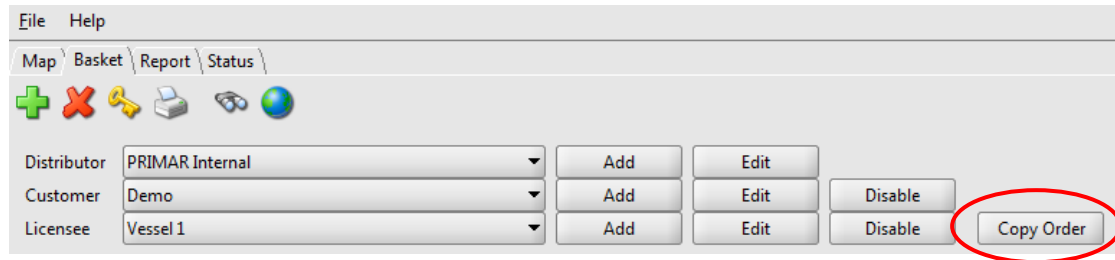 File Help
Map Basket Report Status
Distributor PRIMAR Internal Add Edit
Customer Demo Add Edit Disable
Licensee Vessel 1 Add Edit Disable Copy Order